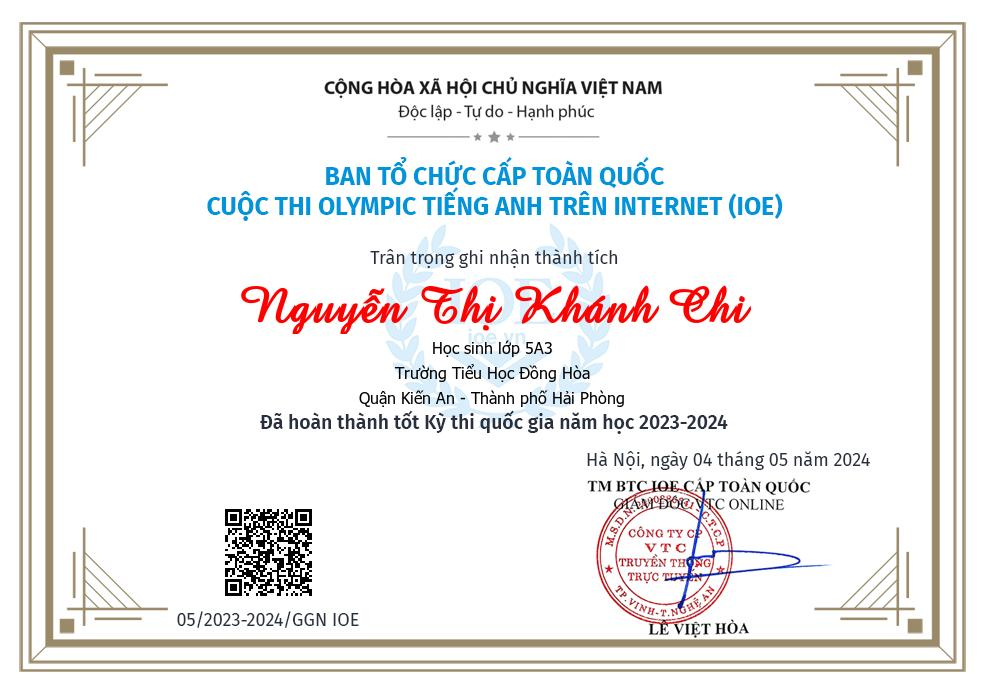 CỘNG HÒA XÃ HỘI CHỦ NGHĨA VIỆT NAM
Độc lập - Tự do - Hạnh phúc
BAN TỔ CHỨC CẤP TOÀN QUỐC
CUỘC THI OLYMPIC TIẾNG ANH TRÊN INTERNET (IOE)
Trân trọng ghi nhận thành tích
IOE
ioe.vn
Nguyễn Thị Khánh Chi
Học sinh lớp 5A3
Trường Tiểu Học Đồng Hòa
Quận Kiến An - Thành phố Hải Phòng
Đã hoàn thành tốt Kỳ thi quốc gia năm học 2023-2024
Hà Nội, ngày 04 tháng 05 năm 2024
TM BTC IOE CẤP TOÀN QUỐC
GIÁM ĐỐC VTC ONLINE
M.S.D.N C.T.C.P
CÔNG TY CP
VTC
TRUYỀN THÔNG
TRỰC TUYẾN
TP.VINH-T.NGHỆ AN
05/2023-2024/GGN IOE
LÊ VIỆT HÒA